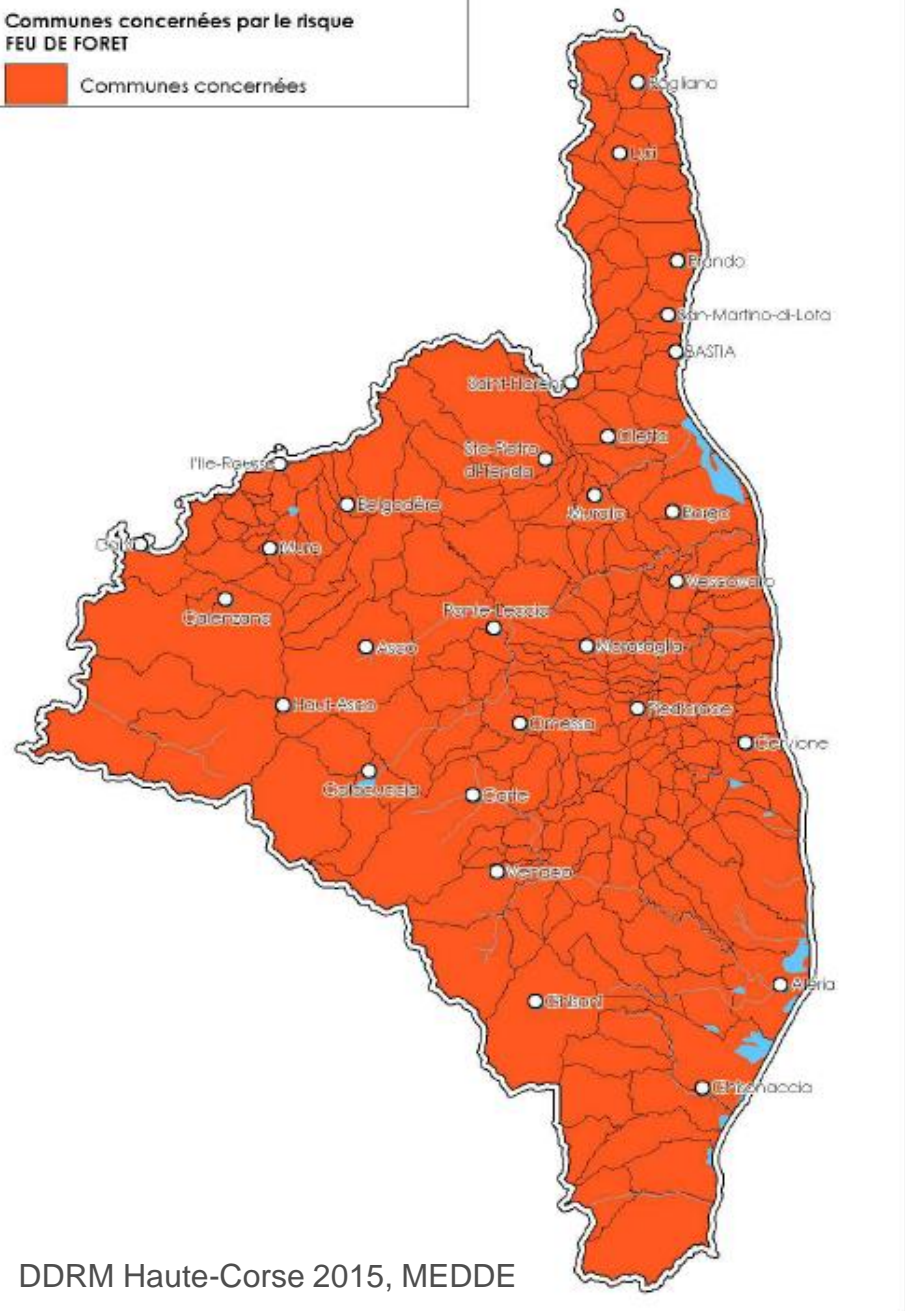 Communes concernées par le risque
FEU DE FORET
Communes concernées
Rogliano
Luri
Brando
San-Martino-di-Lota
BASTIA
Saint-Florent
Oletta
Sto-Pietro
di-Tenda
l'Ile-Rousse
Belgodère
Murato
Borgo
Calvi
Muro
Vescovato
Calenzana
Ponte-Leccia
Asco
Morosaglia
Haut-Asco
Piedicroce
Omessa
Cervione
Calacuccia
Corte
Venaco
Aléria
Ghisoni
Ghisonaccia
DDRM Haute-Corse 2015, MEDDE